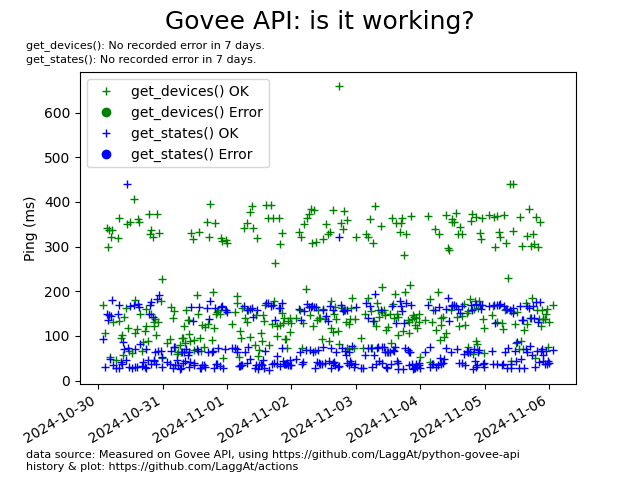 Govee API: is it working?
get_devices(): No recorded error in 7 days.
get_states(): No recorded error in 7 days.
get_devices() OK
get_devices() Error
get_states() OK
get_states() Error
Ping (ms)
600
500
400
300
200
100
0
2024-10-30
2024-10-31
2024-11-01
2024-11-02
2024-11-03
2024-11-04
2024-11-05
2024-11-06
data source: Measured on Govee API, using https://github.com/LaggAt/python-govee-api
history & plot: https://github.com/LaggAt/actions